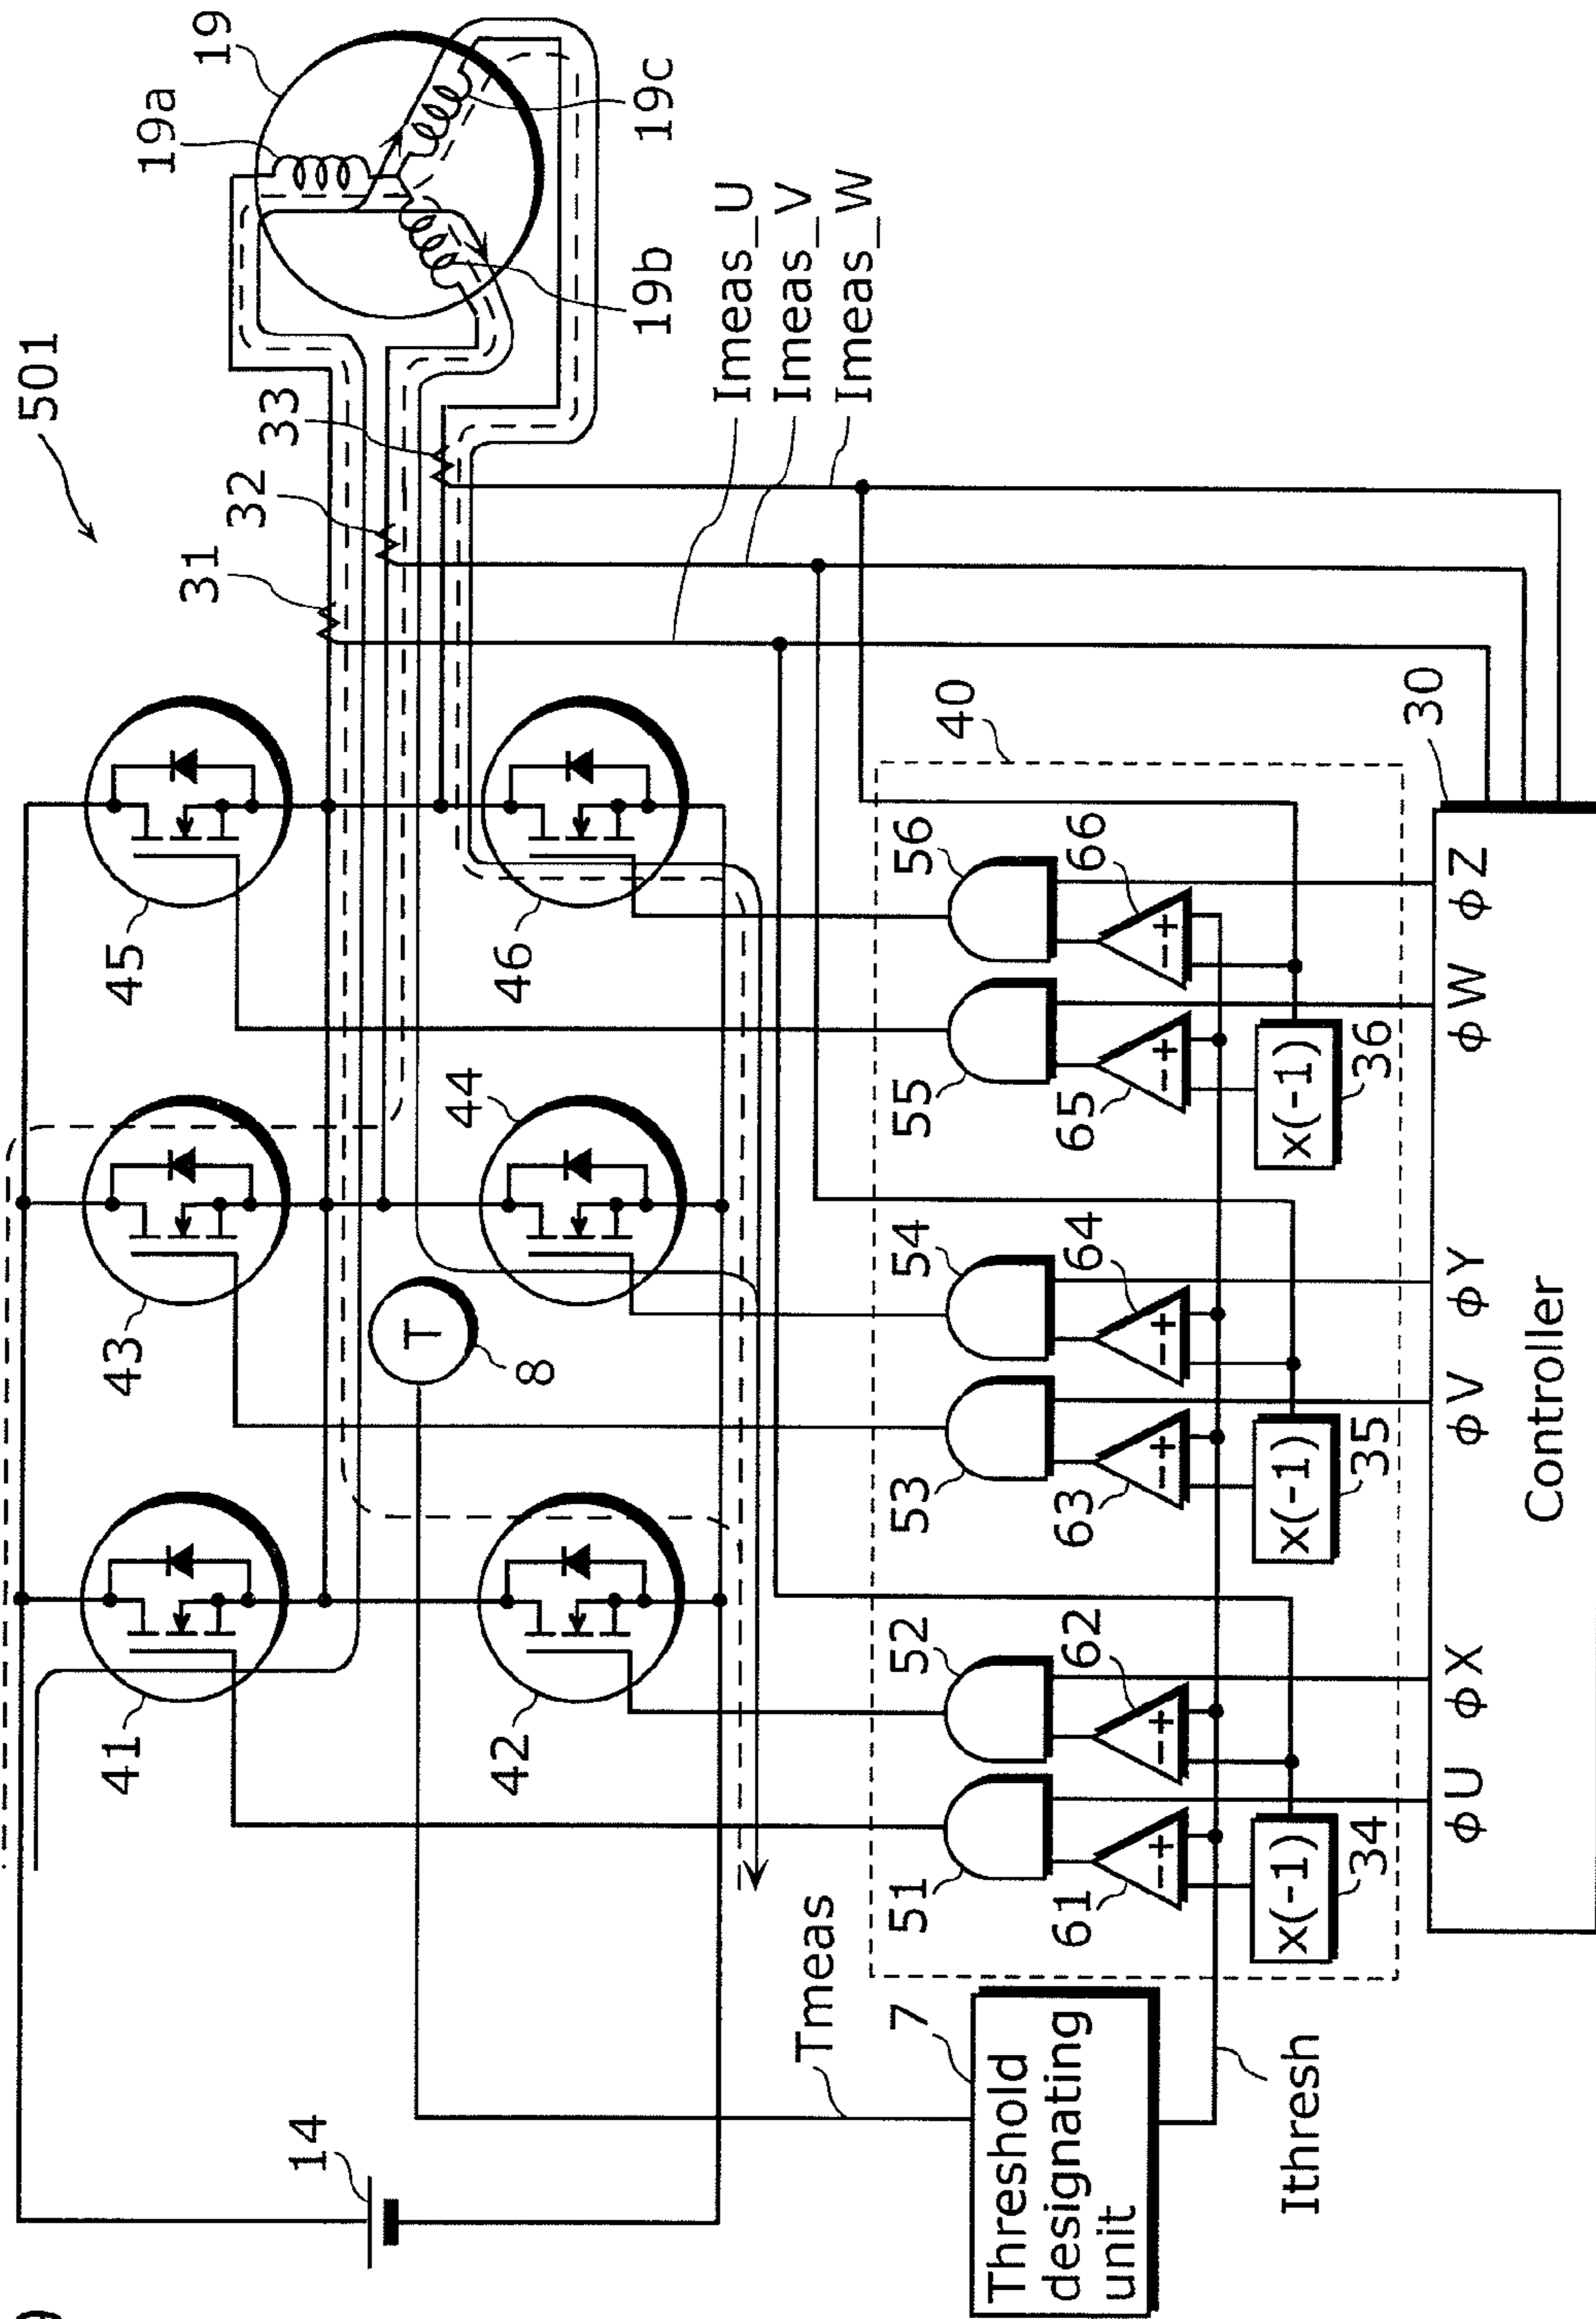 501
19
19a
19b
19c
31
32
33
Imeas_U
Imeas_V
Imeas_W
14
41
43
45
42
44
46
T
8
Tmeas
7
Threshold
designating
unit
Ithresh
40
51
52
53
54
55
56
61
62
63
64
65
66
− +
− +
− +
− +
− +
− +
x(-1)
34
x(-1)
35
x(-1)
36
30
φU
φX
φV
φY
φW
φZ
Controller